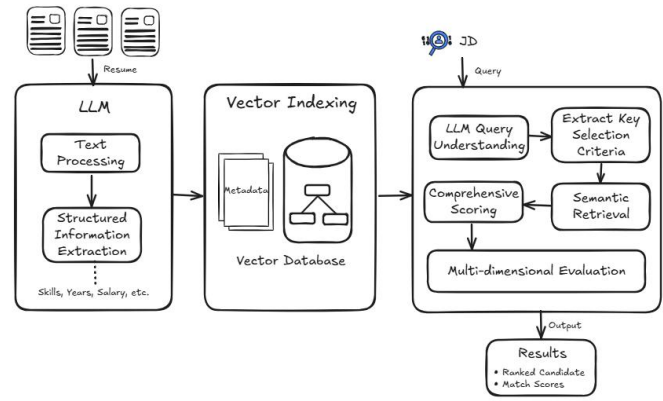 Resume
LLM
Text
Processing
Structured
Information
Extraction
Skills, Years, Salary, etc.
Vector Indexing
Metadata
Vector Database
JD
Query
LLM Query
Understanding
Extract Key
Selection
Criteria
Semantic
Retrieval
Comprehensive
Scoring
Multi-dimensional Evaluation
Output
Results
• Ranked Candidate
• Match Scores